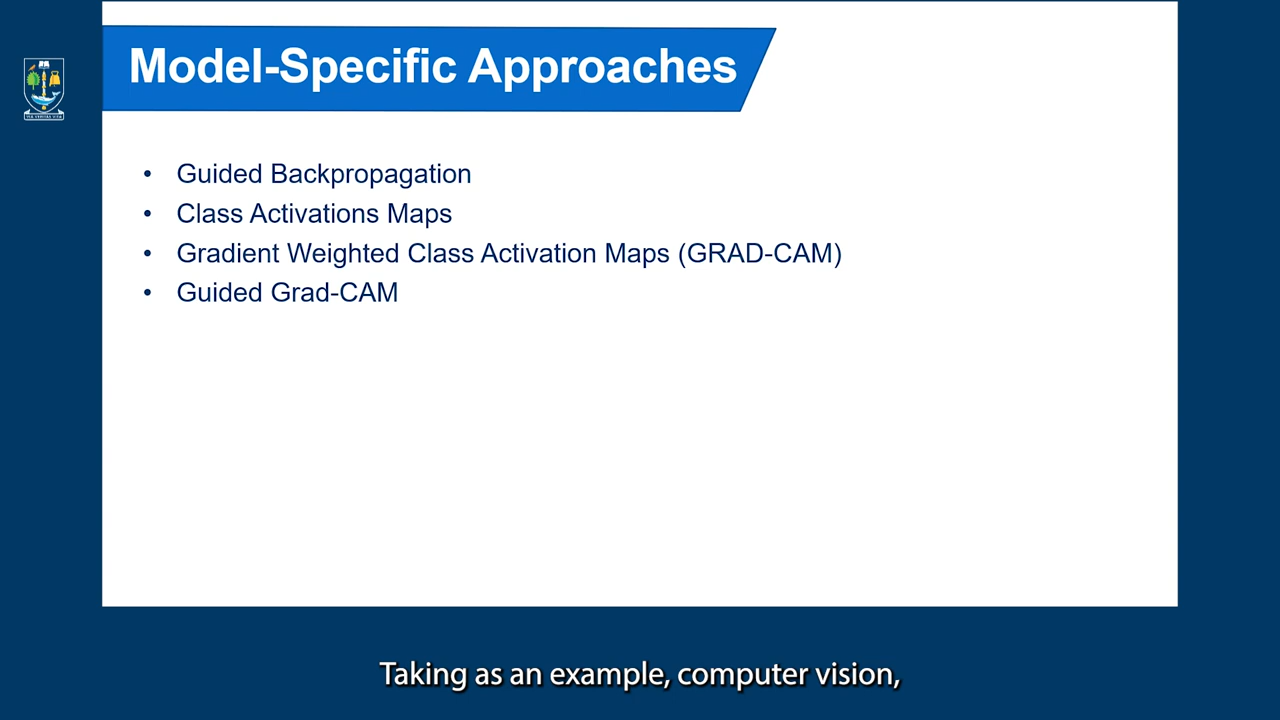 Model-Specific Approaches
• Guided Backpropagation
• Class Activations Maps
• Gradient Weighted Class Activation Maps (GRAD-CAM)
• Guided Grad-CAM
Taking as an example, computer vision,